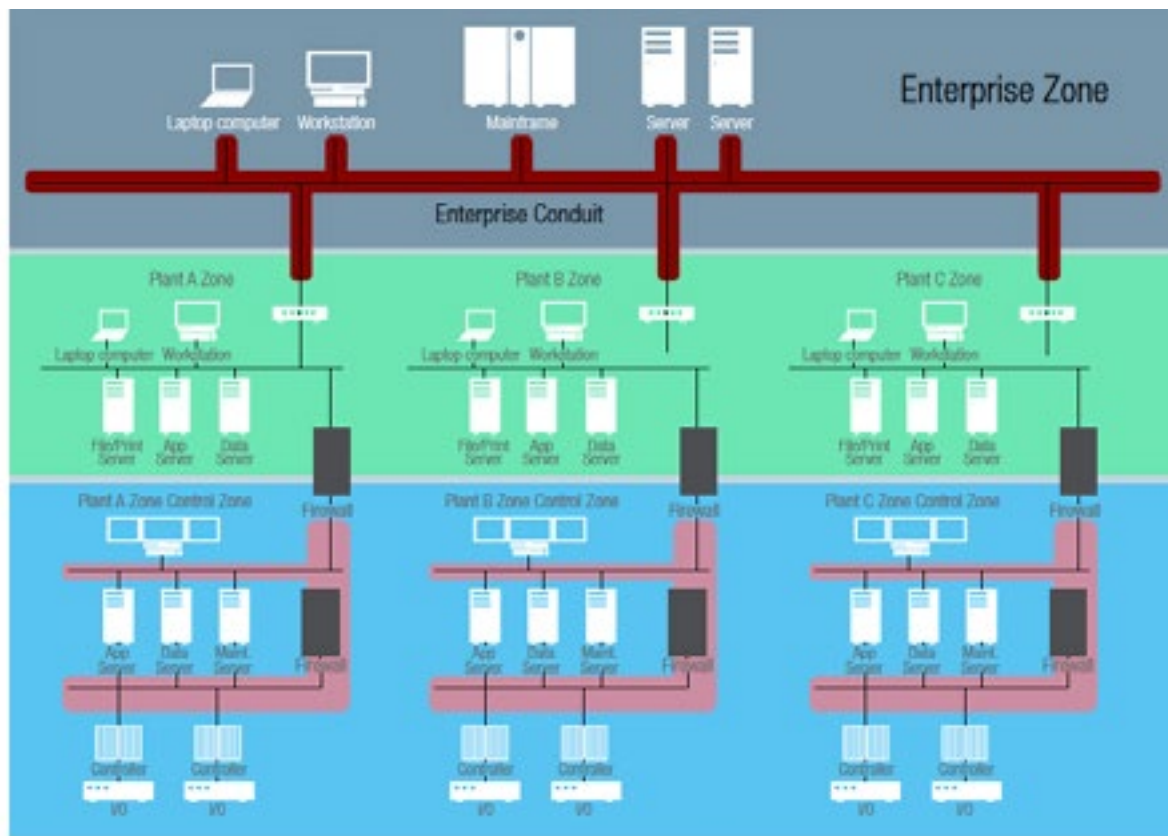 Enterprise Zone
Laptop computer Workstation Mainframe Server Server
Enterprise Conduit
Plant A Zone Plant B Zone Plant C Zone
Laptop computer Workstation Laptop computer Workstation Laptop computer Workstation
File/Print App Data File/Print App Data File/Print App Data
Server Server Server Server Server Server Server Server Server
Plant A Zone Control Zone Firewall Plant B Zone Control Zone Firewall Plant C Zone Control Zone Firewall
App Data Maint. App Data Maint. App Data Maint.
Server Server Server Firewall Server Server Server Firewall Server Server Server Firewall
Controller Controller Controller Controller Controller Controller
I/O I/O I/O I/O I/O I/O